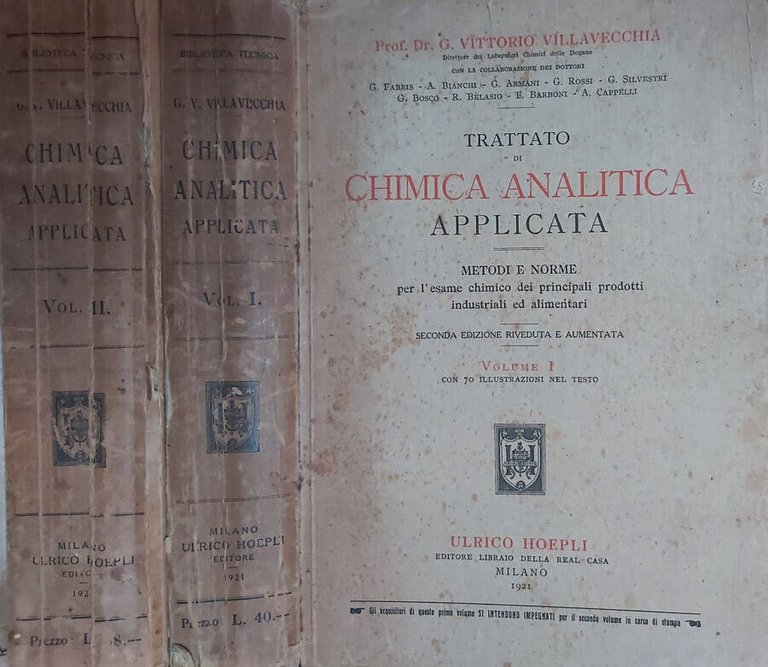 BIBLIOTECA TECNICA
G. V. VILLAVECCHIA
CHIMICA
ANALITICA
APPLICATA
VOL. II.
MILANO
ULRICO HOEPLI
EDITORE
192
Prezzo: L. 8.—
BIBLIOTECA TECNICA
G. V. VILLAVECCHIA
CHIMICA
ANALITICA
APPLICATA
VOL. I.
MILANO
ULRICO HOEPLI
EDITORE
1921
Prezzo L. 40.—
Prof. Dr. G. VITTORIO VILLAVECCHIA
Direttore dei Laboratori Chimici delle Dogane
CON LA COLLABORAZIONE DEI DOTTORI
G. FABRIS - A. BIANCHI - G. ARMANI - G. ROSSI - G. SILVESTRI
G. BOSCO - R. BELASIO - F. BARBONI - A. CAPPELLI
TRATTATO
DI
CHIMICA ANALITICA
APPLICATA
METODI E NORME
per l'esame chimico dei principali prodotti
industriali ed alimentari
SECONDA EDIZIONE RIVEDUTA E AUMENTATA
VOLUME I
CON 70 ILLUSTRAZIONI NEL TESTO
ULRICO HOEPLI
EDITORE LIBRAIO DELLA REAL CASA
MILANO
1921
Gli acquisitori di questo primo volume SI INTENDONO IMPEGNATI per il secondo volume in corso di stampa